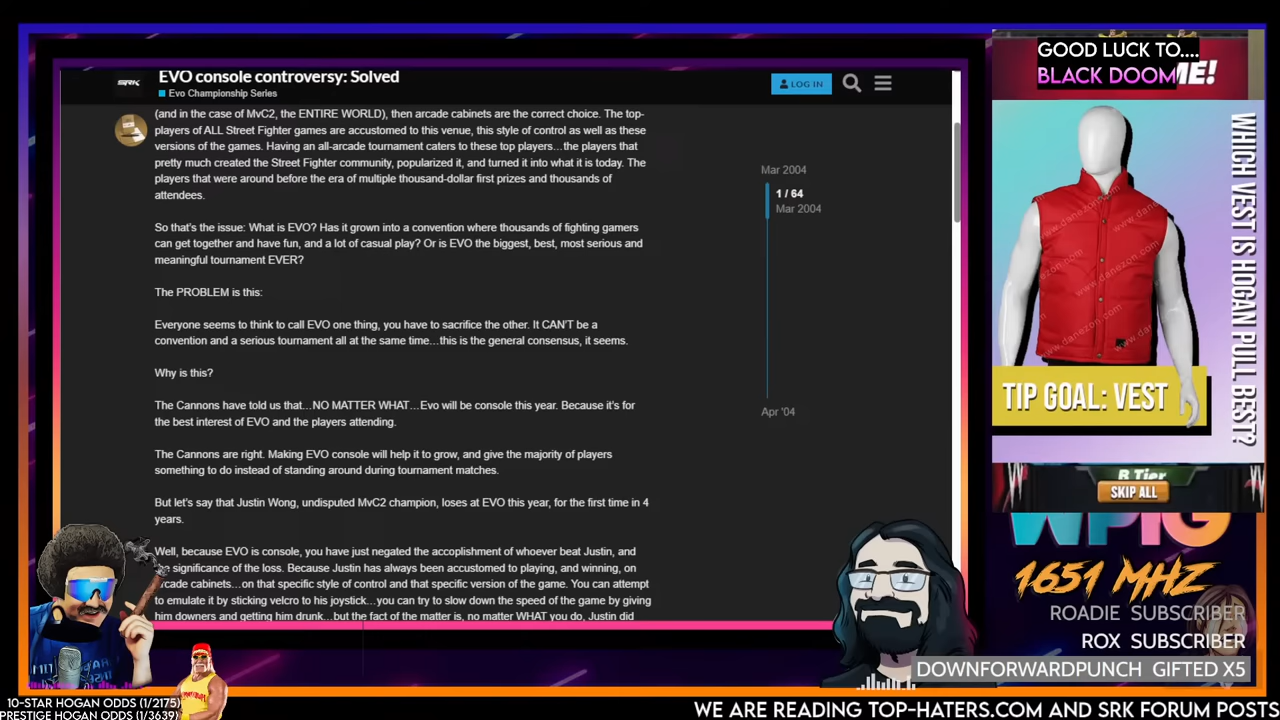 SRK
EVO console controversy: Solved
Evo Championship Series
LOG IN
(and in the case of MvC2, the ENTIRE WORLD), then arcade cabinets are the correct choice. The top-
players of ALL Street Fighter games are accustomed to this venue, this style of control as well as these
versions of the games. Having an all-arcade tournament caters to these top players…the players that
pretty much created the Street Fighter community, popularized it, and turned it into what it is today. The
players that were around before the era of multiple thousand-dollar first prizes and thousands of
attendees.
So that's the issue: What is EVO? Has it grown into a convention where thousands of fighting gamers
can get together and have fun, and a lot of casual play? Or is EVO the biggest, best, most serious and
meaningful tournament EVER?
The PROBLEM is this:
Everyone seems to think to call EVO one thing, you have to sacrifice the other. It CAN'T be a
convention and a serious tournament all at the same time…this is the general consensus, it seems.
Why is this?
The Cannons have told us that…NO MATTER WHAT…Evo will be console this year. Because it's for
the best interest of EVO and the players attending.
The Cannons are right. Making EVO console will help it to grow, and give the majority of players
something to do instead of standing around during tournament matches.
But let's say that Justin Wong, undisputed MvC2 champion, loses at EVO this year, for the first time in 4
years.
Well, because EVO is console, you have just negated the accoplishment of whoever beat Justin, and
significance of the loss. Because Justin has always been accustomed to playing, and winning, on
cabinets…on that specific style of control and that specific version of the game. You can attempt
to emulate it by sticking velcro to his joystick…you can try to slow down the speed of the game by giving
him downers and getting him drunk…but the fact of the matter is, no matter WHAT you do, Justin did
Mar 2004
1 / 64
Mar 2004
Apr '04
GOOD LUCK TO....
BLACK DOOM
ME!
www.danezon.com
www.danezon.com
www.danezon.com
WHICH VEST IS HOGAN PULL BEST?
TIP GOAL: VEST
B Tier
SKIP ALL
WPIG
1651 MHZ
ROADIE SUBSCRIBER
ROX SUBSCRIBER
DOWNFORWARDPUNCH GIFTED X5
10-STAR HOGAN ODDS (1/2175)
PRESTIGE HOGAN ODDS (1/3639)
WE ARE READING TOP-HATERS.COM AND SRK FORUM POSTS